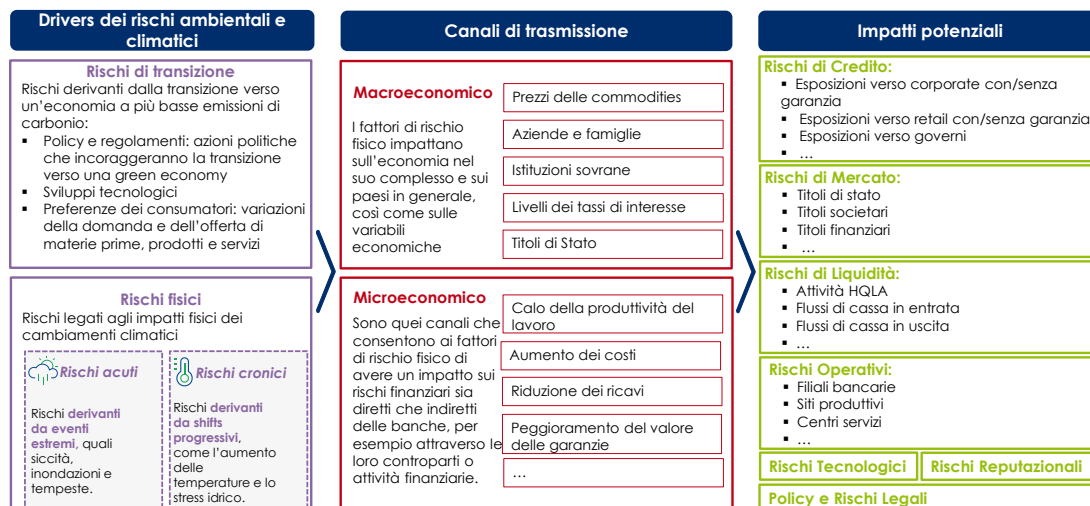 Drivers dei rischi ambientali e
climatici
Rischi di transizione
Rischi derivanti dalla transizione verso
un'economia a più basse emissioni di
carbonio:
▪ Policy e regolamenti: azioni politiche
che incoraggeranno la transizione
verso una green economy
▪ Sviluppi tecnologici
▪ Preferenze dei consumatori: variazioni
della domanda e dell'offerta di
materie prime, prodotti e servizi
Rischi fisici
Rischi legati agli impatti fisici dei
cambiamenti climatici
Rischi acuti
Rischi derivanti
da eventi
estremi, quali
siccità,
inondazioni e
tempeste.
Rischi cronici
Rischi derivanti
da shifts
progressivi,
come l'aumento
delle
temperature e lo
stress idrico.
Canali di trasmissione
Macroeconomico
I fattori di rischio
fisico impattano
sull'economia nel
suo complesso e sui
paesi in generale,
così come sulle
variabili
economiche
Prezzi delle commodities
Aziende e famiglie
Istituzioni sovrane
Livelli dei tassi di interesse
Titoli di Stato
Microeconomico
Sono quei canali che
consentono ai fattori
di rischio fisico di
avere un impatto sui
rischi finanziari sia
diretti che indiretti
delle banche, per
esempio attraverso le
loro controparti o
attività finanziarie.
Calo della produttività del
lavoro
Aumento dei costi
Riduzione dei ricavi
Peggioramento del valore
delle garanzie
…
Impatti potenziali
Rischi di Credito:
▪ Esposizioni verso corporate con/senza
garanzia
▪ Esposizioni verso retail con/senza garanzia
▪ Esposizioni verso governi
▪ …
Rischi di Mercato:
▪ Titoli di stato
▪ Titoli societari
▪ Titoli finanziari
▪ …
Rischi di Liquidità:
▪ Attività HQLA
▪ Flussi di cassa in entrata
▪ Flussi di cassa in uscita
▪ …
Rischi Operativi:
▪ Filiali bancarie
▪ Siti produttivi
▪ Centri servizi
▪ …
Rischi Tecnologici
Rischi Reputazionali
Policy e Rischi Legali